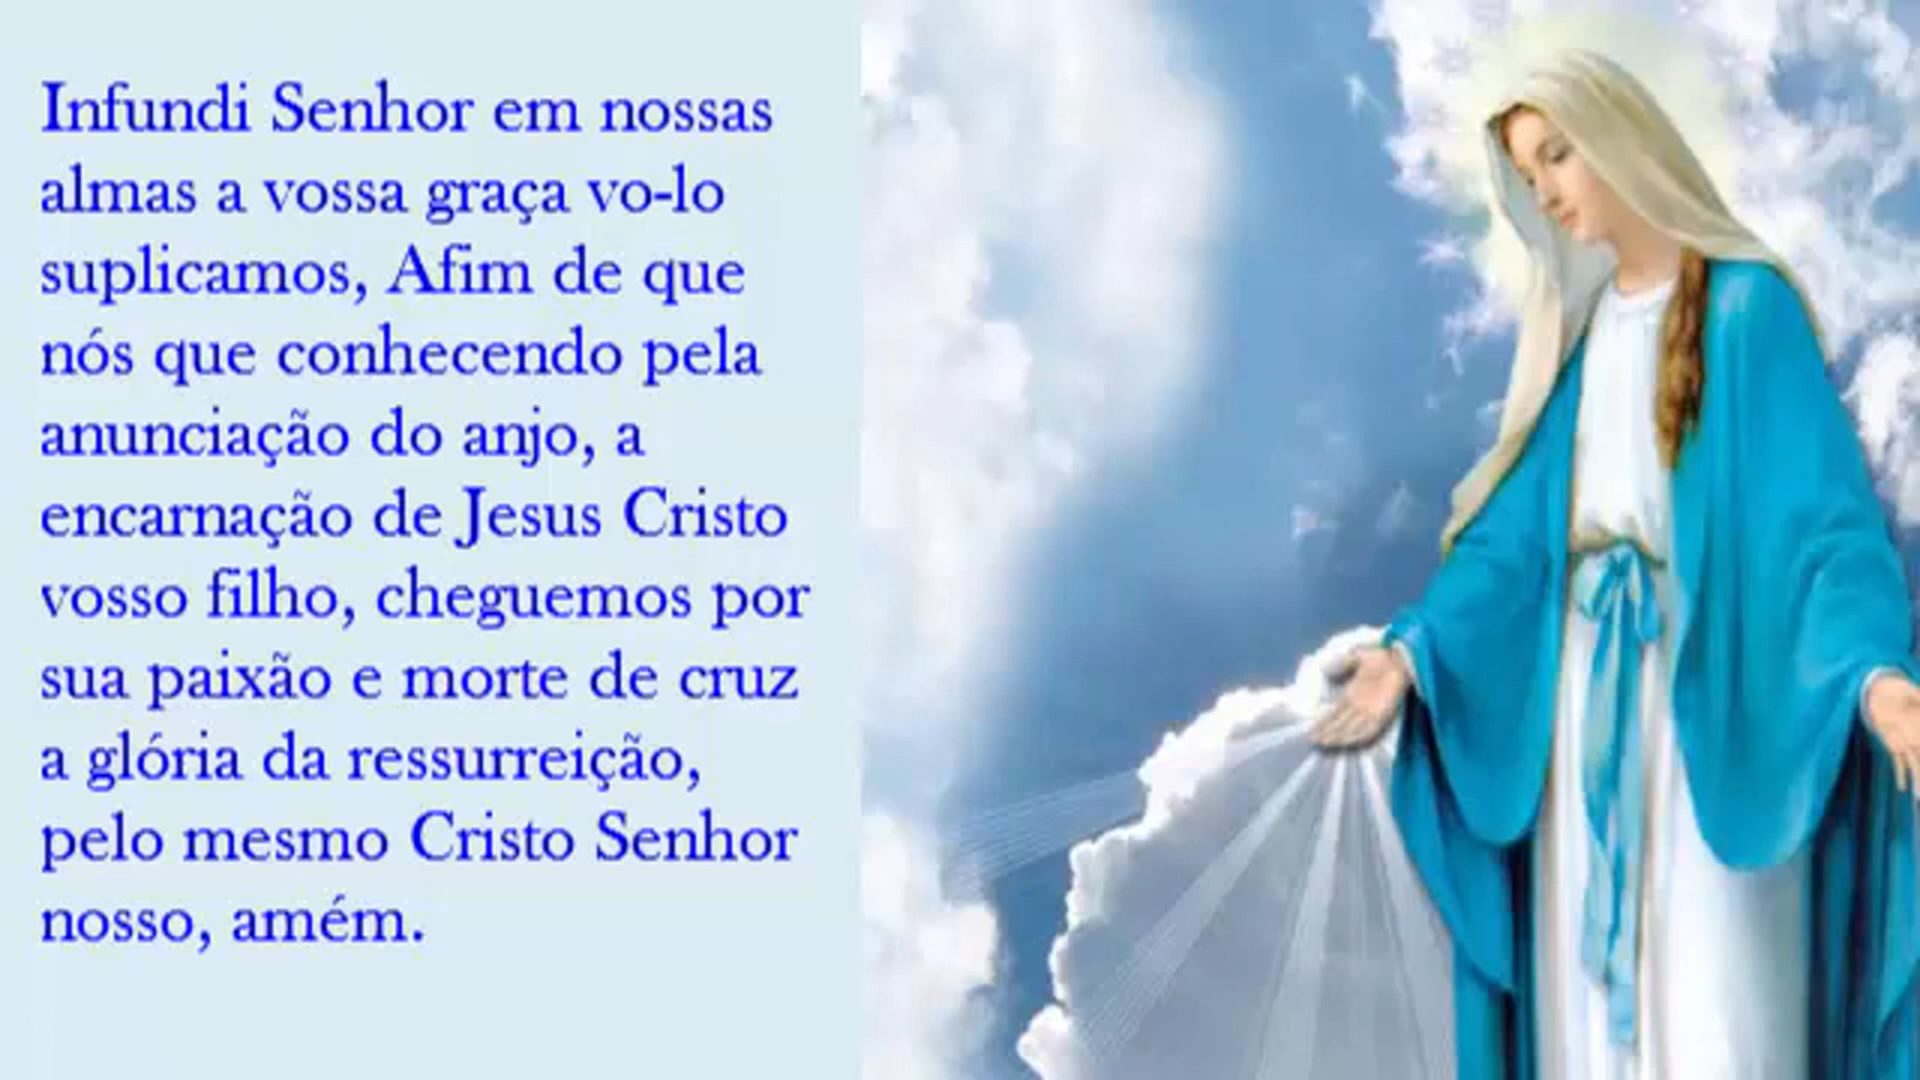 Infundi Senhor em nossas
almas a vossa graça vo-lo
suplicamos, Afim de que
nós que conhecendo pela
anunciação do anjo, a
encarnação de Jesus Cristo
vosso filho, cheguemos por
sua paixão e morte de cruz
a glória da ressurreição,
pelo mesmo Cristo Senhor
nosso, amém.